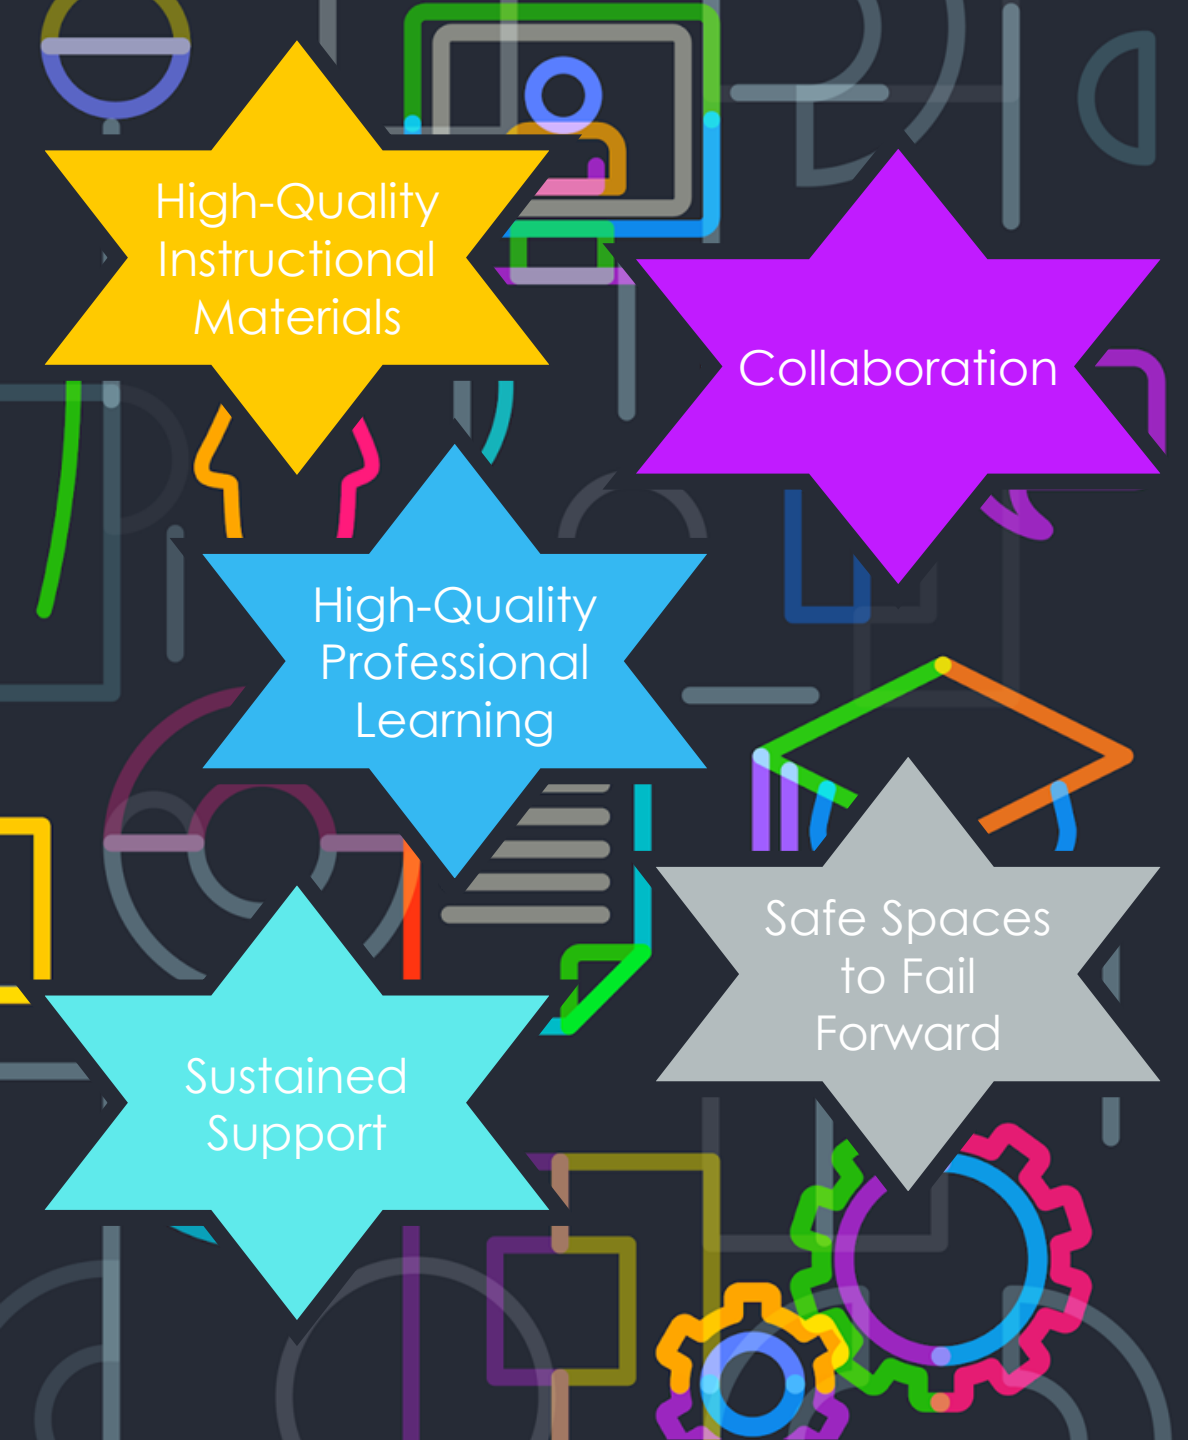 High-Quality
Instructional
Materials
Collaboration
High-Quality
Professional
Learning
Safe Spaces
to Fail
Forward
Sustained
Support